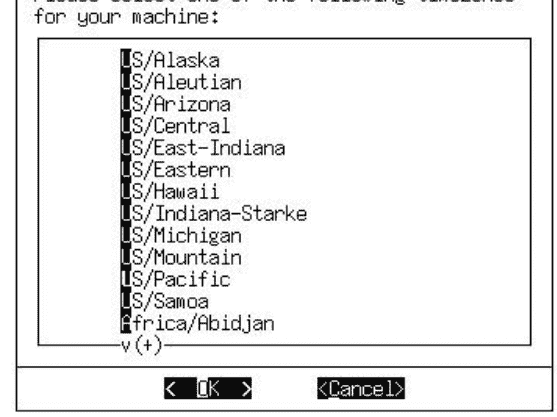 Please select one of the following timezones
for your machine:
US/Alaska
US/Aleutian
US/Arizona
US/Central
US/East-Indiana
US/Eastern
US/Hawaii
US/Indiana-Starke
US/Michigan
US/Mountain
US/Pacific
US/Samoa
Africa/Abidjan
v(+)
< OK >
<Cancel>